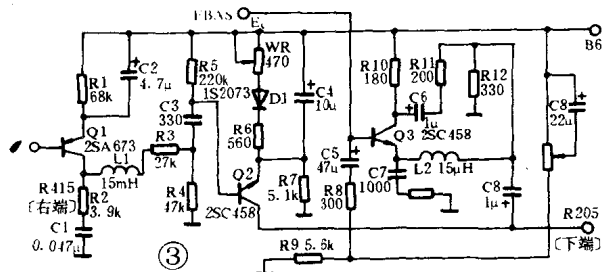 FBAS
E
B6
R1
68k
C2
4.7μ
R5
220k
1S2073
WR
470
D1
C4
10μ
R10
180
R11
200
R12
330
C8
22μ
C3
330
Q1
2SA673
L1
15mH
R3
27k
R6
560
C6
1μ
Q3
2SC458
C5
47μ
R415
〔右端〕
R2
3.9k
R4
47k
Q2
2SC458
R7
5.1k
R8
300
C7
1000
L2 15μH
C8
1μ
R205
〔下端〕
C1
0.047μ
③
R9 5.6k